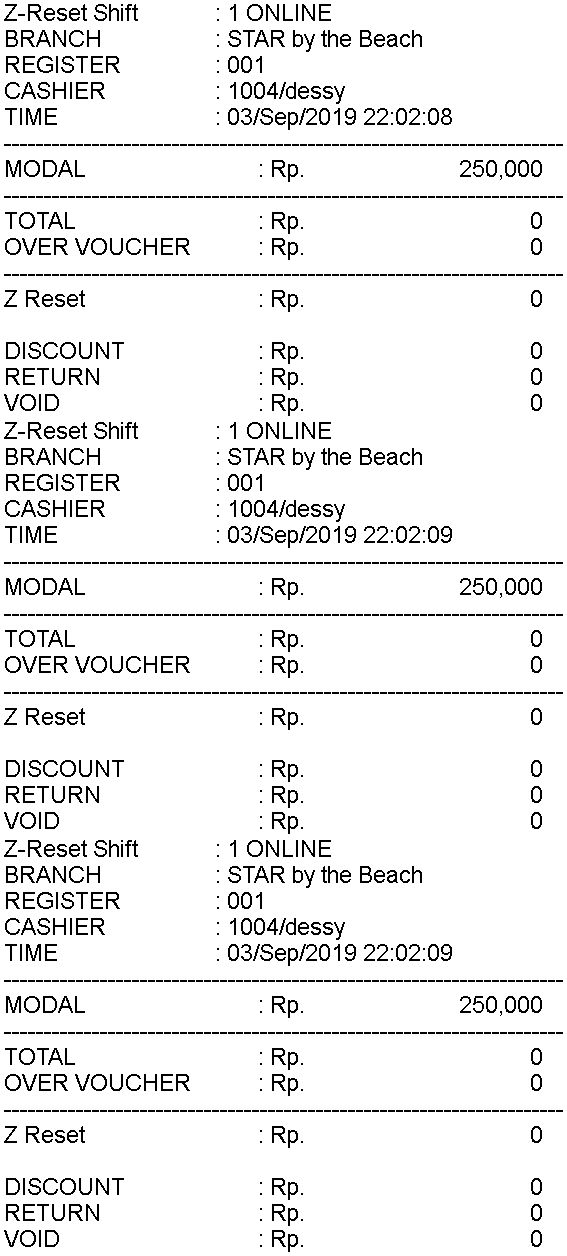 Z-Reset Shift : 1 ONLINE
BRANCH : STAR by the Beach
REGISTER : 001
CASHIER : 1004/dessy
TIME : 03/Sep/2019 22:02:08
MODAL : Rp. 250,000
TOTAL : Rp. 0
OVER VOUCHER : Rp. 0
Z Reset : Rp. 0
DISCOUNT : Rp. 0
RETURN : Rp. 0
VOID : Rp. 0
Z-Reset Shift : 1 ONLINE
BRANCH : STAR by the Beach
REGISTER : 001
CASHIER : 1004/dessy
TIME : 03/Sep/2019 22:02:09
MODAL : Rp. 250,000
TOTAL : Rp. 0
OVER VOUCHER : Rp. 0
Z Reset : Rp. 0
DISCOUNT : Rp. 0
RETURN : Rp. 0
VOID : Rp. 0
Z-Reset Shift : 1 ONLINE
BRANCH : STAR by the Beach
REGISTER : 001
CASHIER : 1004/dessy
TIME : 03/Sep/2019 22:02:09
MODAL : Rp. 250,000
TOTAL : Rp. 0
OVER VOUCHER : Rp. 0
Z Reset : Rp. 0
DISCOUNT : Rp. 0
RETURN : Rp. 0
VOID : Rp. 0